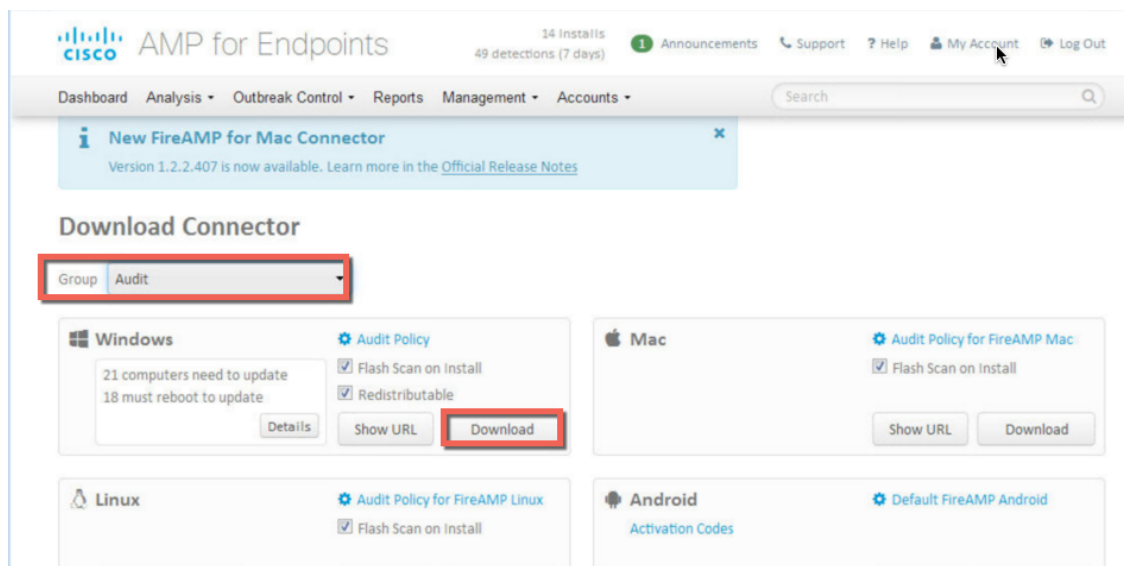 14 Installs
CISCO AMP for Endpoints 49 detections (7 days) 1 Announcements Support ? Help My Account Log Out
Dashboard Analysis Outbreak Control Reports Management Accounts Search
i New FireAMP for Mac Connector ×
Version 1.2.2.407 is now available. Learn more in the Official Release Notes
Download Connector
Group Audit
Windows Audit Policy
Flash Scan on Install
Redistributable
21 computers need to update
18 must reboot to update
Details Show URL Download
Mac Audit Policy for FireAMP Mac
Flash Scan on Install
Show URL Download
Linux Audit Policy for FireAMP Linux
Flash Scan on Install
Android Default FireAMP Android
Activation Codes